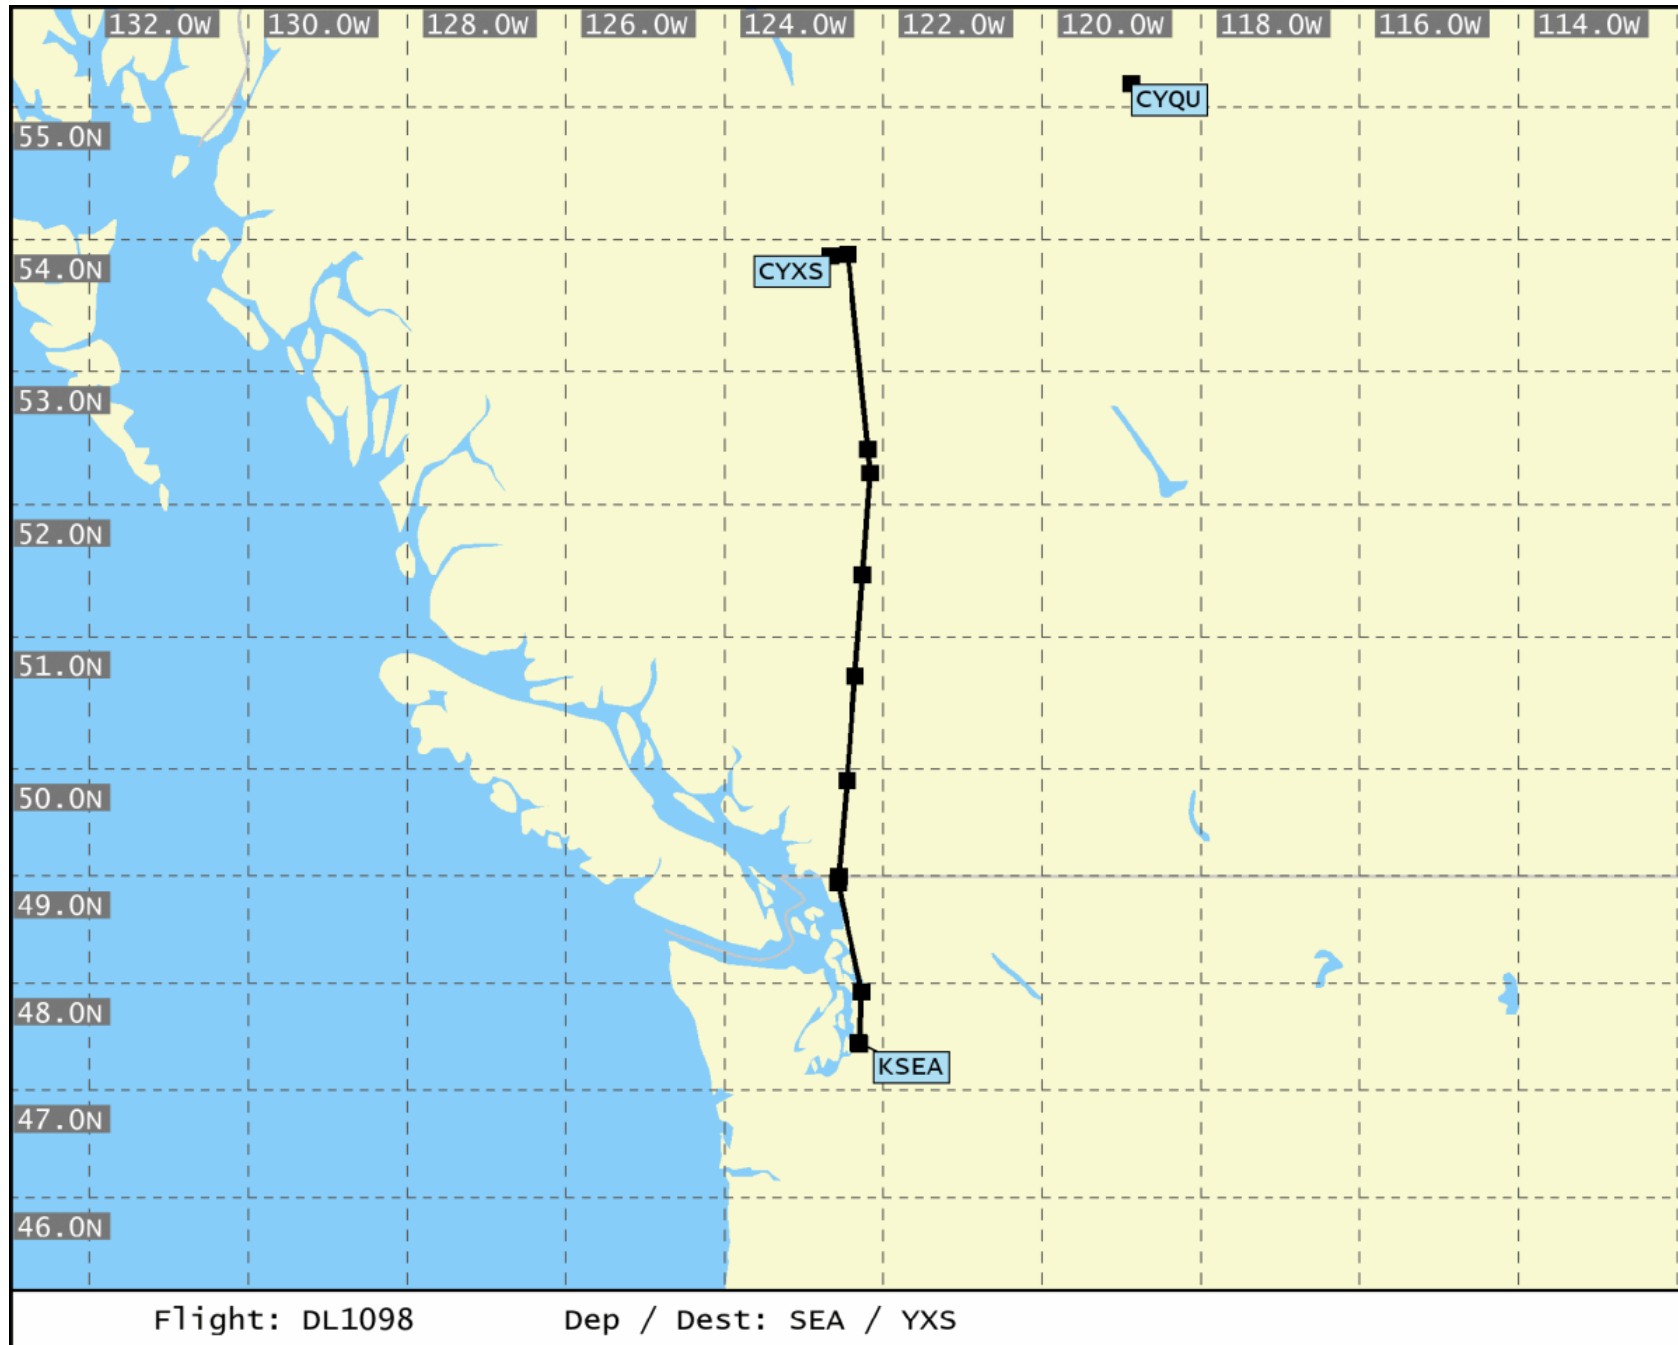 132.0W 130.0W 128.0W 126.0W 124.0W 122.0W 120.0W 118.0W 116.0W 114.0W
CYQU
55.0N
54.0N
CYXS
53.0N
52.0N
51.0N
50.0N
49.0N
48.0N
KSEA
47.0N
46.0N
Flight: DL1098 Dep / Dest: SEA / YXS